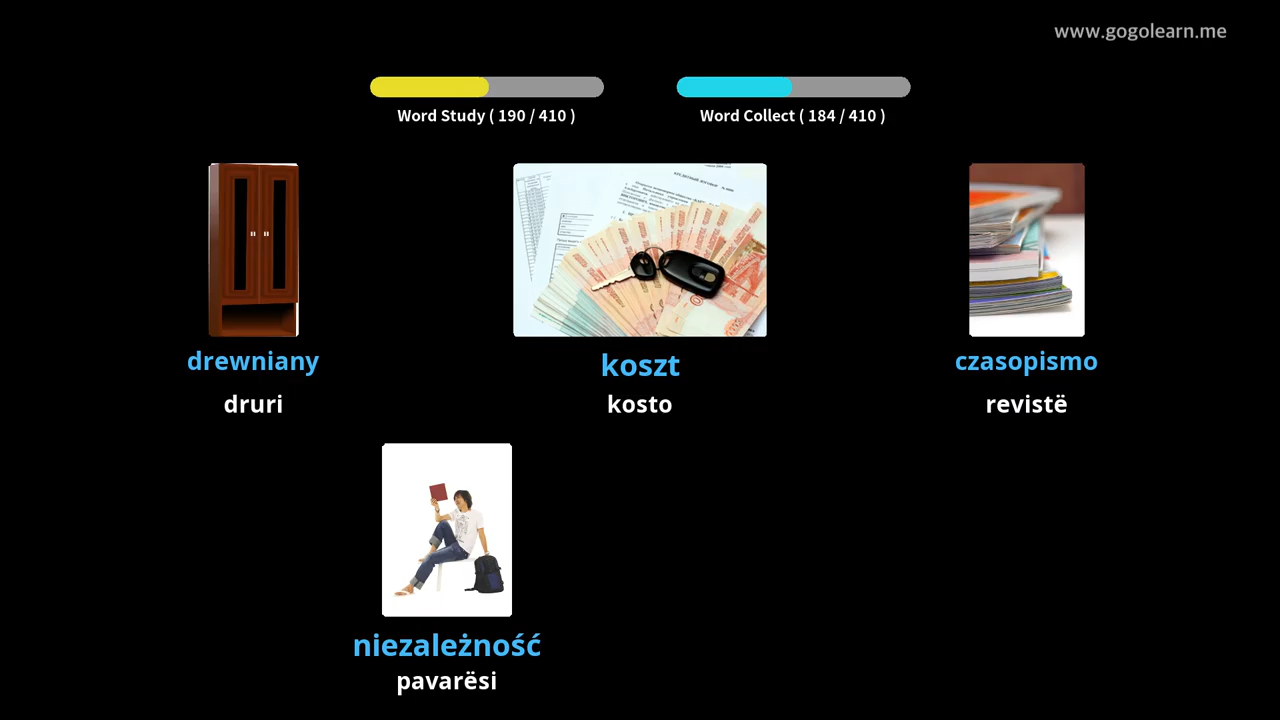 www.gogolearn.me
Word Study ( 190 / 410 )
Word Collect ( 184 / 410 )
drewniany
druri
koszt
kosto
czasopismo
revistë
niezależność
pavarësi